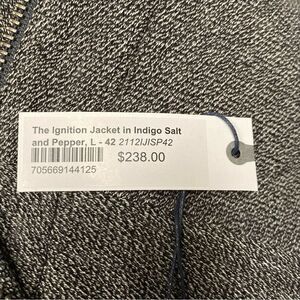 The Ignition Jacket in Indigo Salt
and Pepper, L - 42 2112IJISP42
$238.00
705669144125